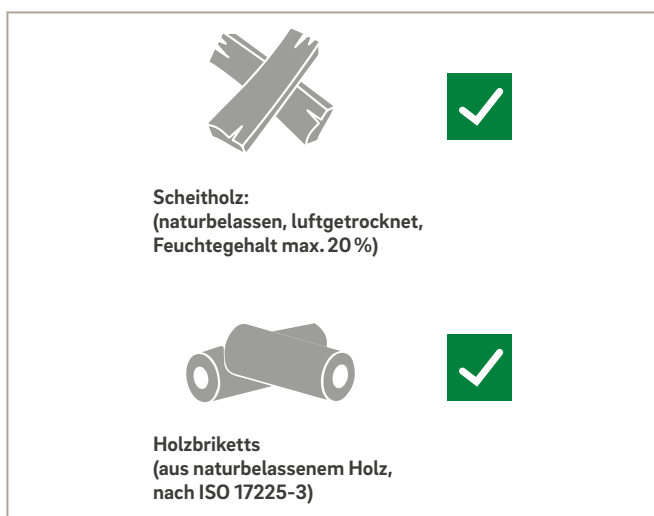 Scheitholz:
(naturbelassen, luftgetrocknet,
Feuchtegehalt max. 20 %)
Holzbriketts
(aus naturbelassenem Holz,
nach ISO 17225-3)